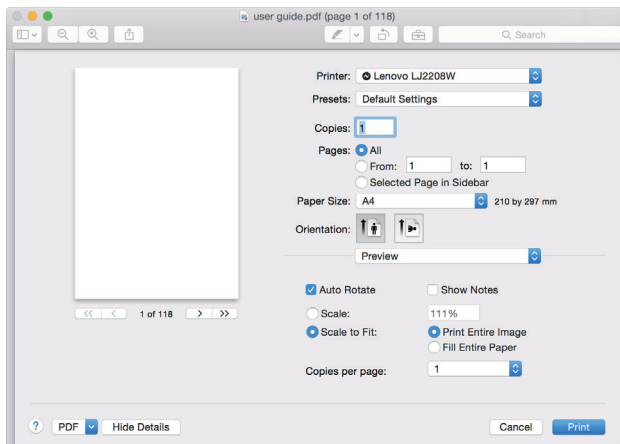 user guide.pdf (page 1 of 118)
Search
Printer: Lenovo LJ2208W
Presets: Default Settings
Copies: 1
Pages: All
From: 1 to: 1
Selected Page in Sidebar
Paper Size: A4 210 by 297 mm
Orientation:
Preview
Auto Rotate Show Notes
Scale: 111%
Scale to Fit: Print Entire Image
Fill Entire Paper
Copies per page: 1
1 of 118
? PDF Hide Details Cancel Print